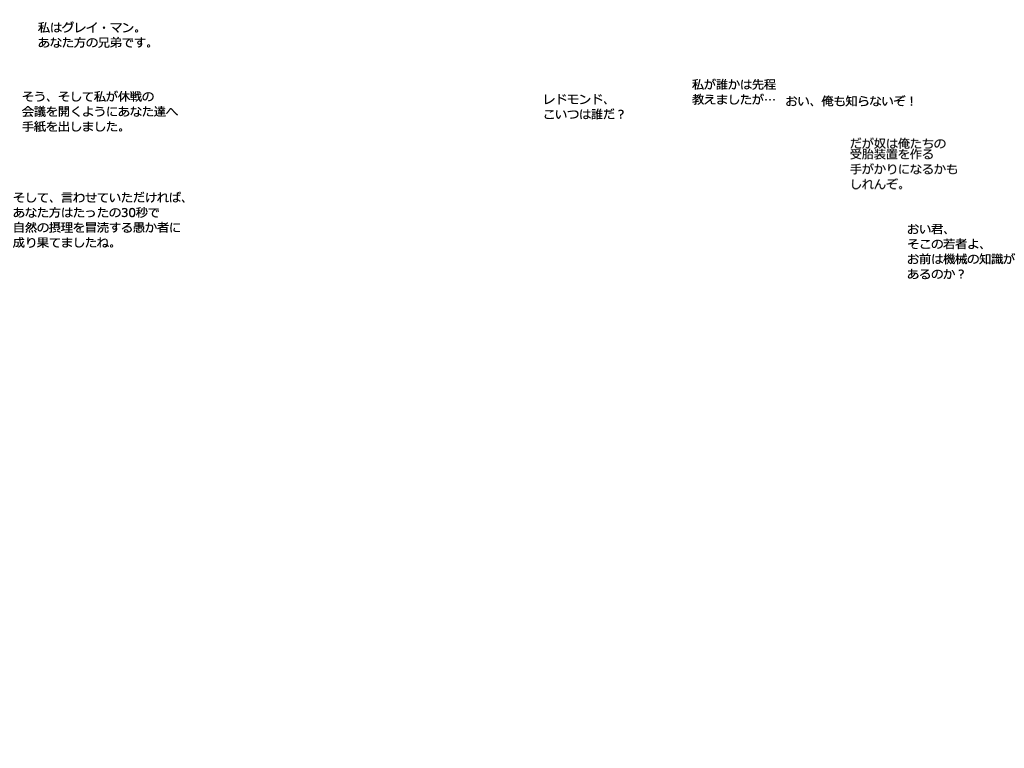 私はグレイ・マン。
あなた方の兄弟です。
そう、そして私が休戦の
会議を開くようにあなた達へ
手紙を出しました。
そして、言わせていただければ、
あなた方はたったの30秒で
自然の摂理を冒涜する愚か者に
成り果てましたね。
レドモンド、
こいつは誰だ？
私が誰かは先程
教えましたが…
おい、俺も知らないぞ！
だが奴は俺たちの
受胎装置を作る
手がかりになるかも
しれんぞ。
おい君、
そこの若者よ、
お前は機械の知識が
あるのか？